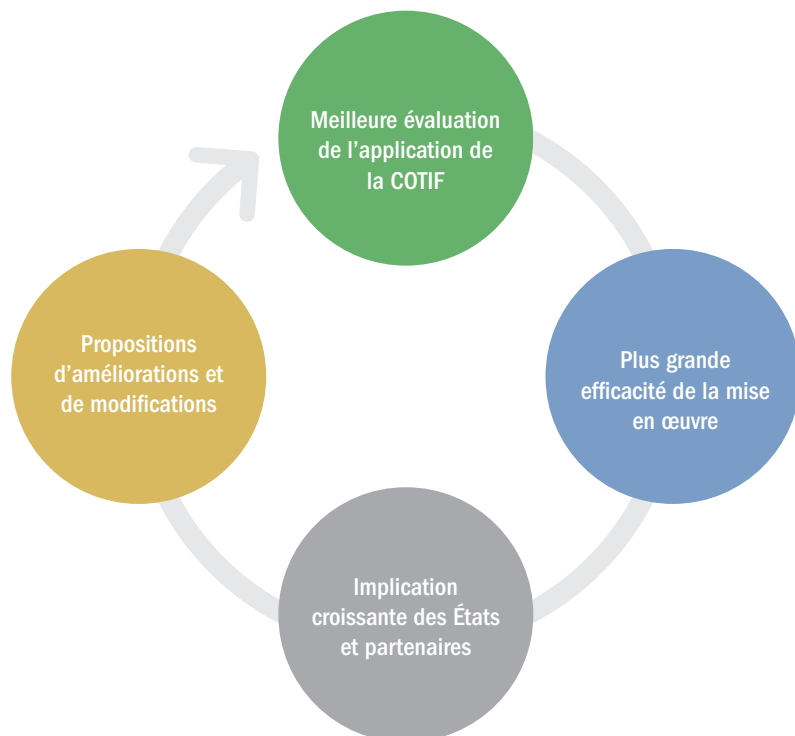 Meilleure évaluation
de l’application de
la COTIF
Plus grande
efficacité de la mise
en œuvre
Implication
croissante des États
et partenaires
Propositions
d’améliorations et
de modifications